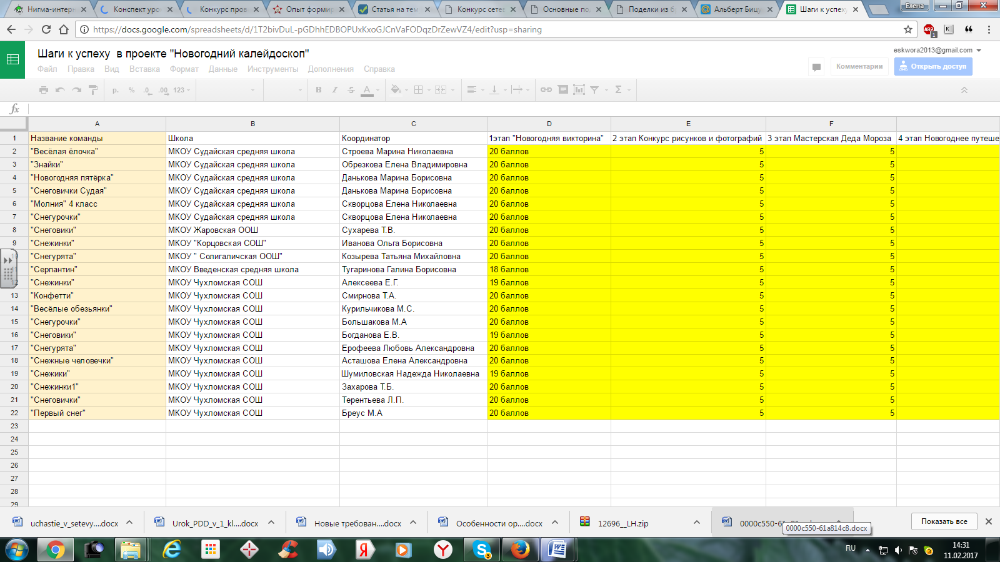 Нигма-интерн
Конспект уро
Конкурс пров
Опыт формир
Статья на тем
Конкурс сетев
Основные по
Поделки из б
Альберт Бицу
Шаги к успеху
Елена
https://docs.google.com/spreadsheets/d/1T2bivDuL-pGDhhEDBOPUxKxoGJCnVaFODqzDrZewVZ4/edit?usp=sharing
ABP 1
Шаги к успеху в проекте "Новогодний калейдоскоп"
eskwora2013@gmail.com
Файл Правка Вид Вставка Формат Данные Инструменты Дополнения Справка
Комментарии
Открыть доступ
р. % .0 .00 123
B I S A Σ
fx
A B C D E F
1 Название команды Школа Координатор 1этап "Новогодняя викторина" 2 этап Конкурс рисунков и фотографий 3 этап Мастерская Деда Мороза 4 этап Новогоднее путеше
2 "Весёлая ёлочка" МКОУ Судайская средняя школа Строева Марина Николаевна 20 баллов 5 5
3 "Знайки" МКОУ Судайская средняя школа Обрезкова Елена Владимировна 20 баллов 5 5
4 "Новогодняя пятёрка" МКОУ Судайская средняя школа Данькова Марина Борисовна 20 баллов 5 5
5 "Снеговички Судая" МКОУ Судайская средняя школа Данькова Марина Борисовна 20 баллов 5 5
6 "Молния" 4 класс МКОУ Судайская средняя школа Скворцова Елена Николаевна 20 баллов 5 5
7 "Снегурочки" МКОУ Судайская средняя школа Скворцова Елена Николаевна 20 баллов 5 5
8 "Снеговики" МКОУ Жаровская ООШ Сухарева Т.В. 20 баллов 5 5
9 "Снежинки" МКОУ "Корцовская СОШ" Иванова Ольга Борисовна 20 баллов 5 5
10 "Снегурята" МКОУ " Солигаличская ООШ" Козырева Татьяна Михайловна 20 баллов 5 5
11 "Серпантин" МКОУ Введенская средняя школа Тугаринова Галина Борисовна 18 баллов 5 5
12 "Снежинки" МКОУ Чухломская СОШ Алексеева Е.Г. 19 баллов 5 5
13 "Конфетти" МКОУ Чухломская СОШ Смирнова Т.А. 20 баллов 5 5
14 "Весёлые обезьянки" МКОУ Чухломская СОШ Курильчикова М.С. 20 баллов 5 5
15 "Снегурочки" МКОУ Чухломская СОШ Большакова М.А 20 баллов 5 5
16 "Снеговики" МКОУ Чухломская СОШ Богданова Е.В. 19 баллов 5 5
17 "Снегурята" МКОУ Чухломская СОШ Ерофеева Любовь Александровна 20 баллов 5 5
18 "Снежные человечки" МКОУ Чухломская СОШ Асташова Елена Александровна 20 баллов 5 5
19 "Снежики" МКОУ Чухломская СОШ Шумиловская Надежда Николаевна 19 баллов 5 5
20 "Снежинки1" МКОУ Чухломская СОШ Захарова Т.Б. 20 баллов 5 5
21 "Снеговички" МКОУ Чухломская СОШ Терентьева Л.П. 20 баллов 5 5
22 "Первый снег" МКОУ Чухломская СОШ Бреус М.А 20 баллов 5 5
23
24
25
26
27
28
29
uchastie_v_setevy....docx
Urok_PDD_v_1_kl....docx
Новые требован....docx
Особенности ор....docx
12696__LH.zip
0000c550-61
Показать все
0000c550-61a814c8.docx
RU
14:31
11.02.2017